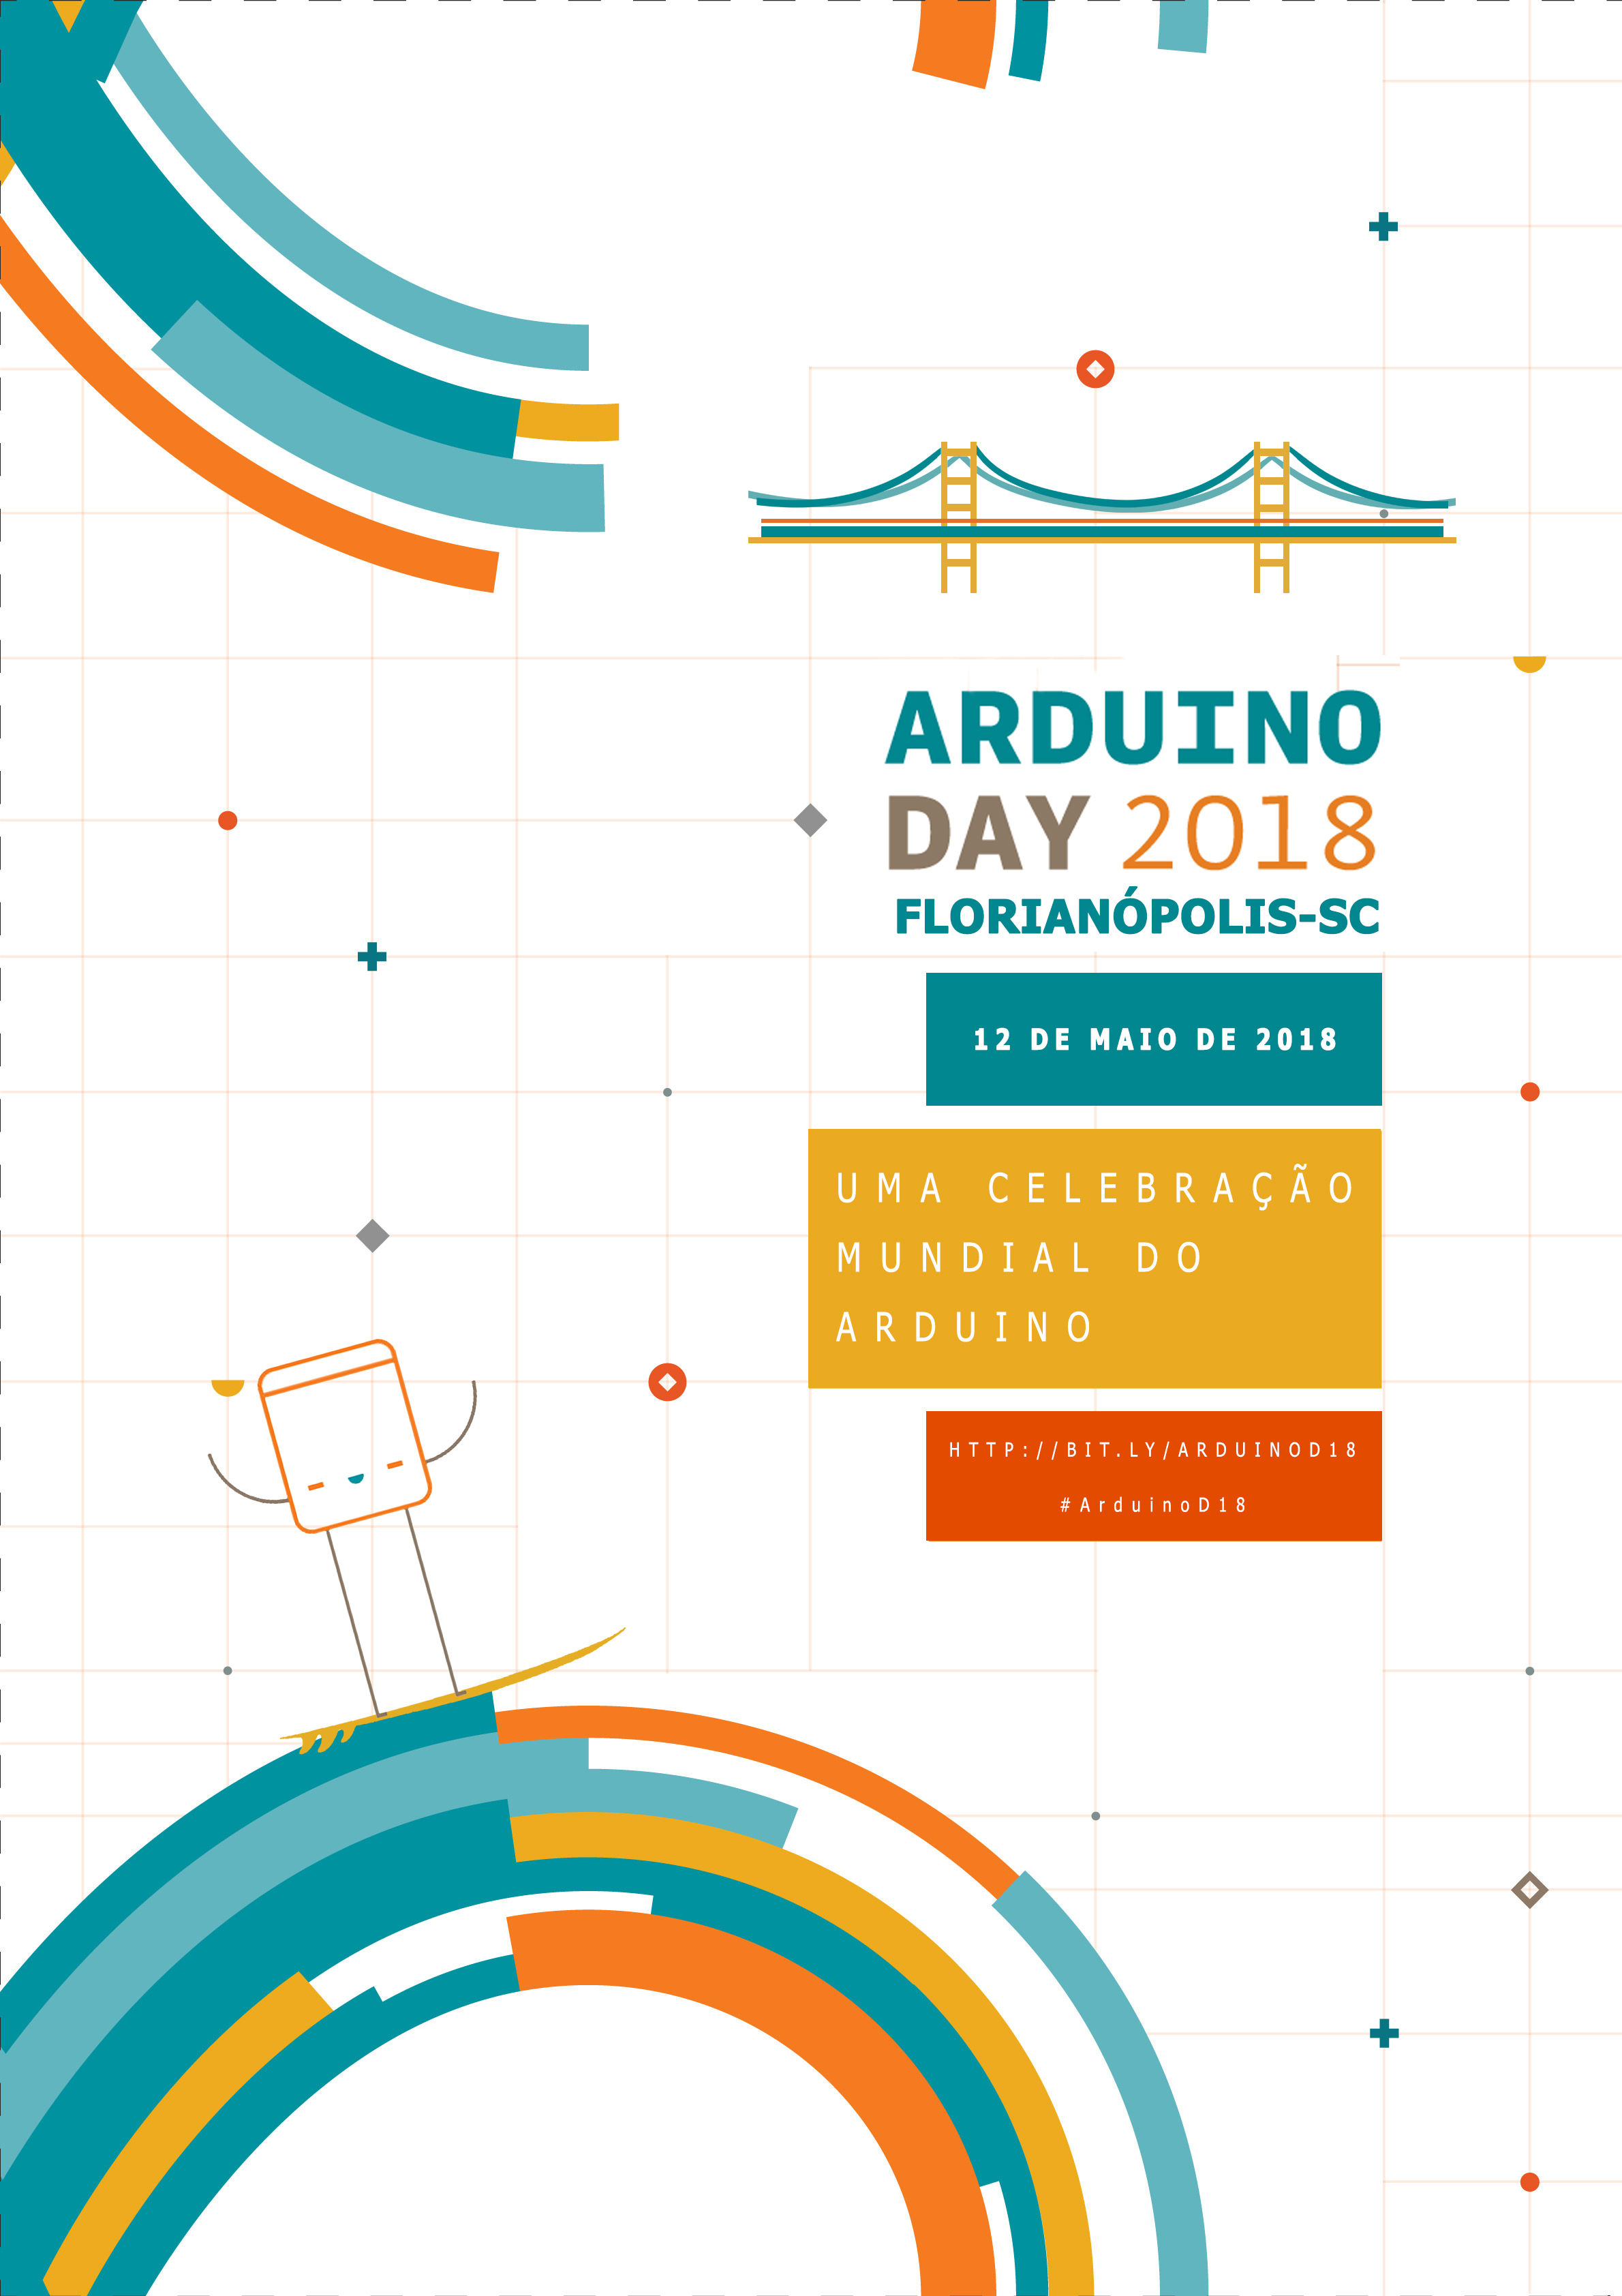 ARDUINO
DAY 2018
FLORIANÓPOLIS-SC
12 DE MAIO DE 2018
UMA CELEBRAÇÃO
MUNDIAL DO
ARDUINO
HTTP://BIT.LY/ARDUINOD18
#ArduinoD18